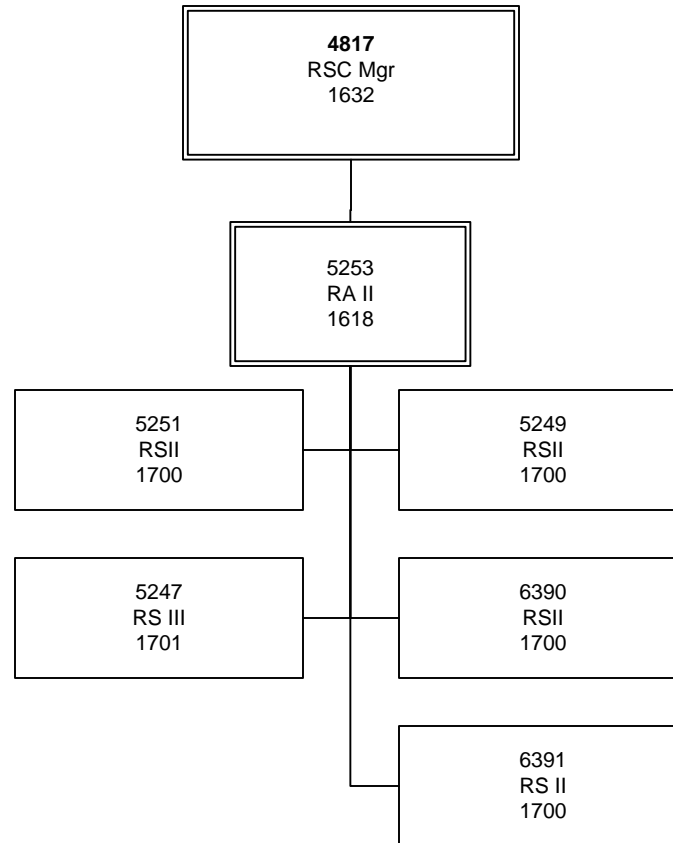 4817
RSC Mgr
1632
5253
RA II
1618
5251
RSII
1700
5249
RSII
1700
5247
RS III
1701
6390
RSII
1700
6391
RS II
1700